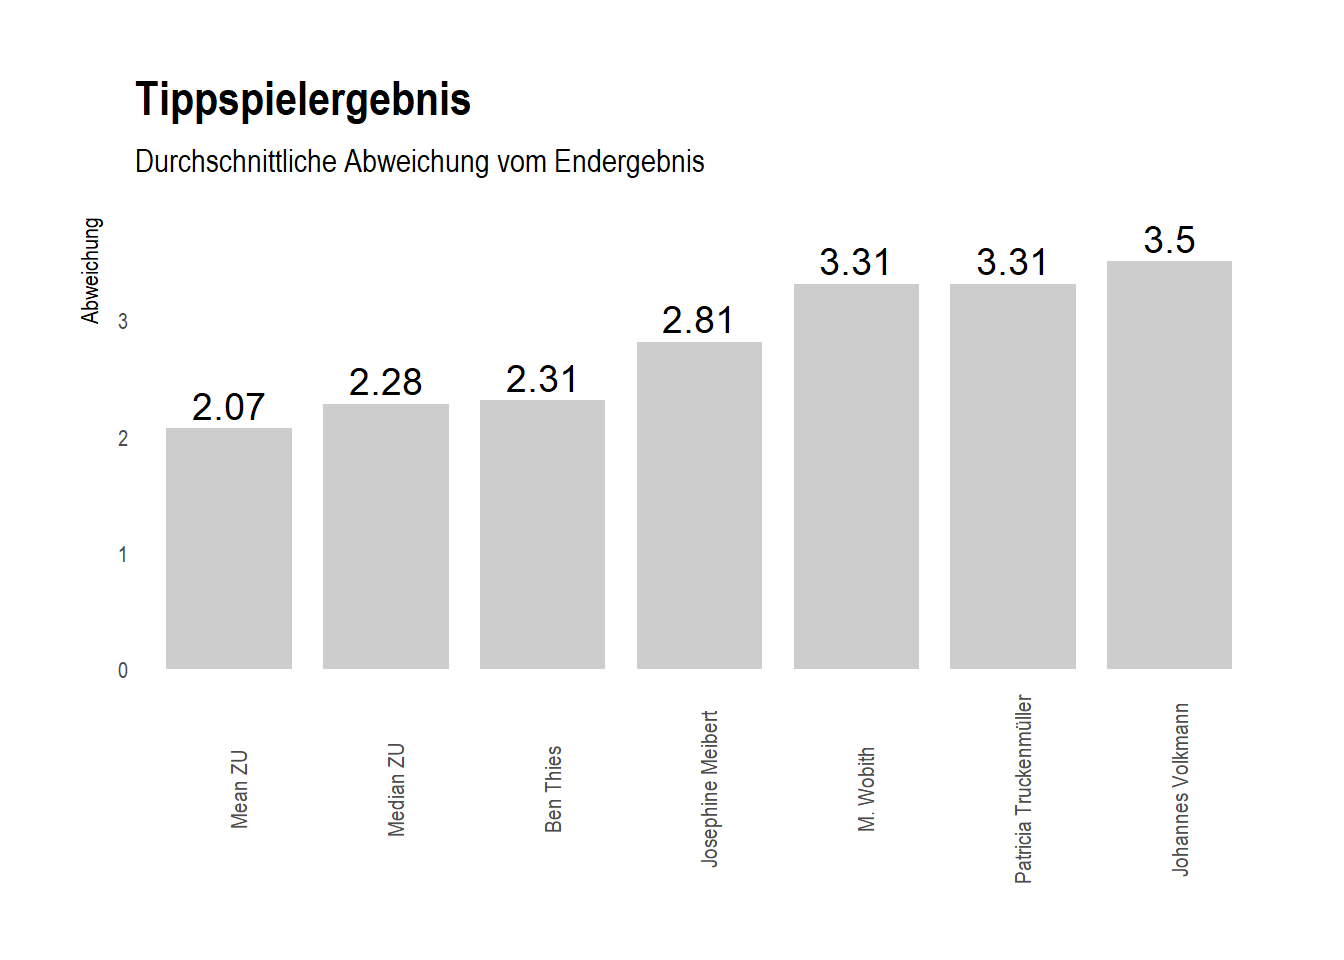 Tippspielergebnis
Durchschnittliche Abweichung vom Endergebnis
Abweichung
3
2
1
0
2.07
2.28
2.31
2.81
3.31
3.31
3.5
Mean ZU
Median ZU
Ben Thies
Josephine Meibert
M. Wobith
Patricia Truckenmüller
Johannes Volkmann